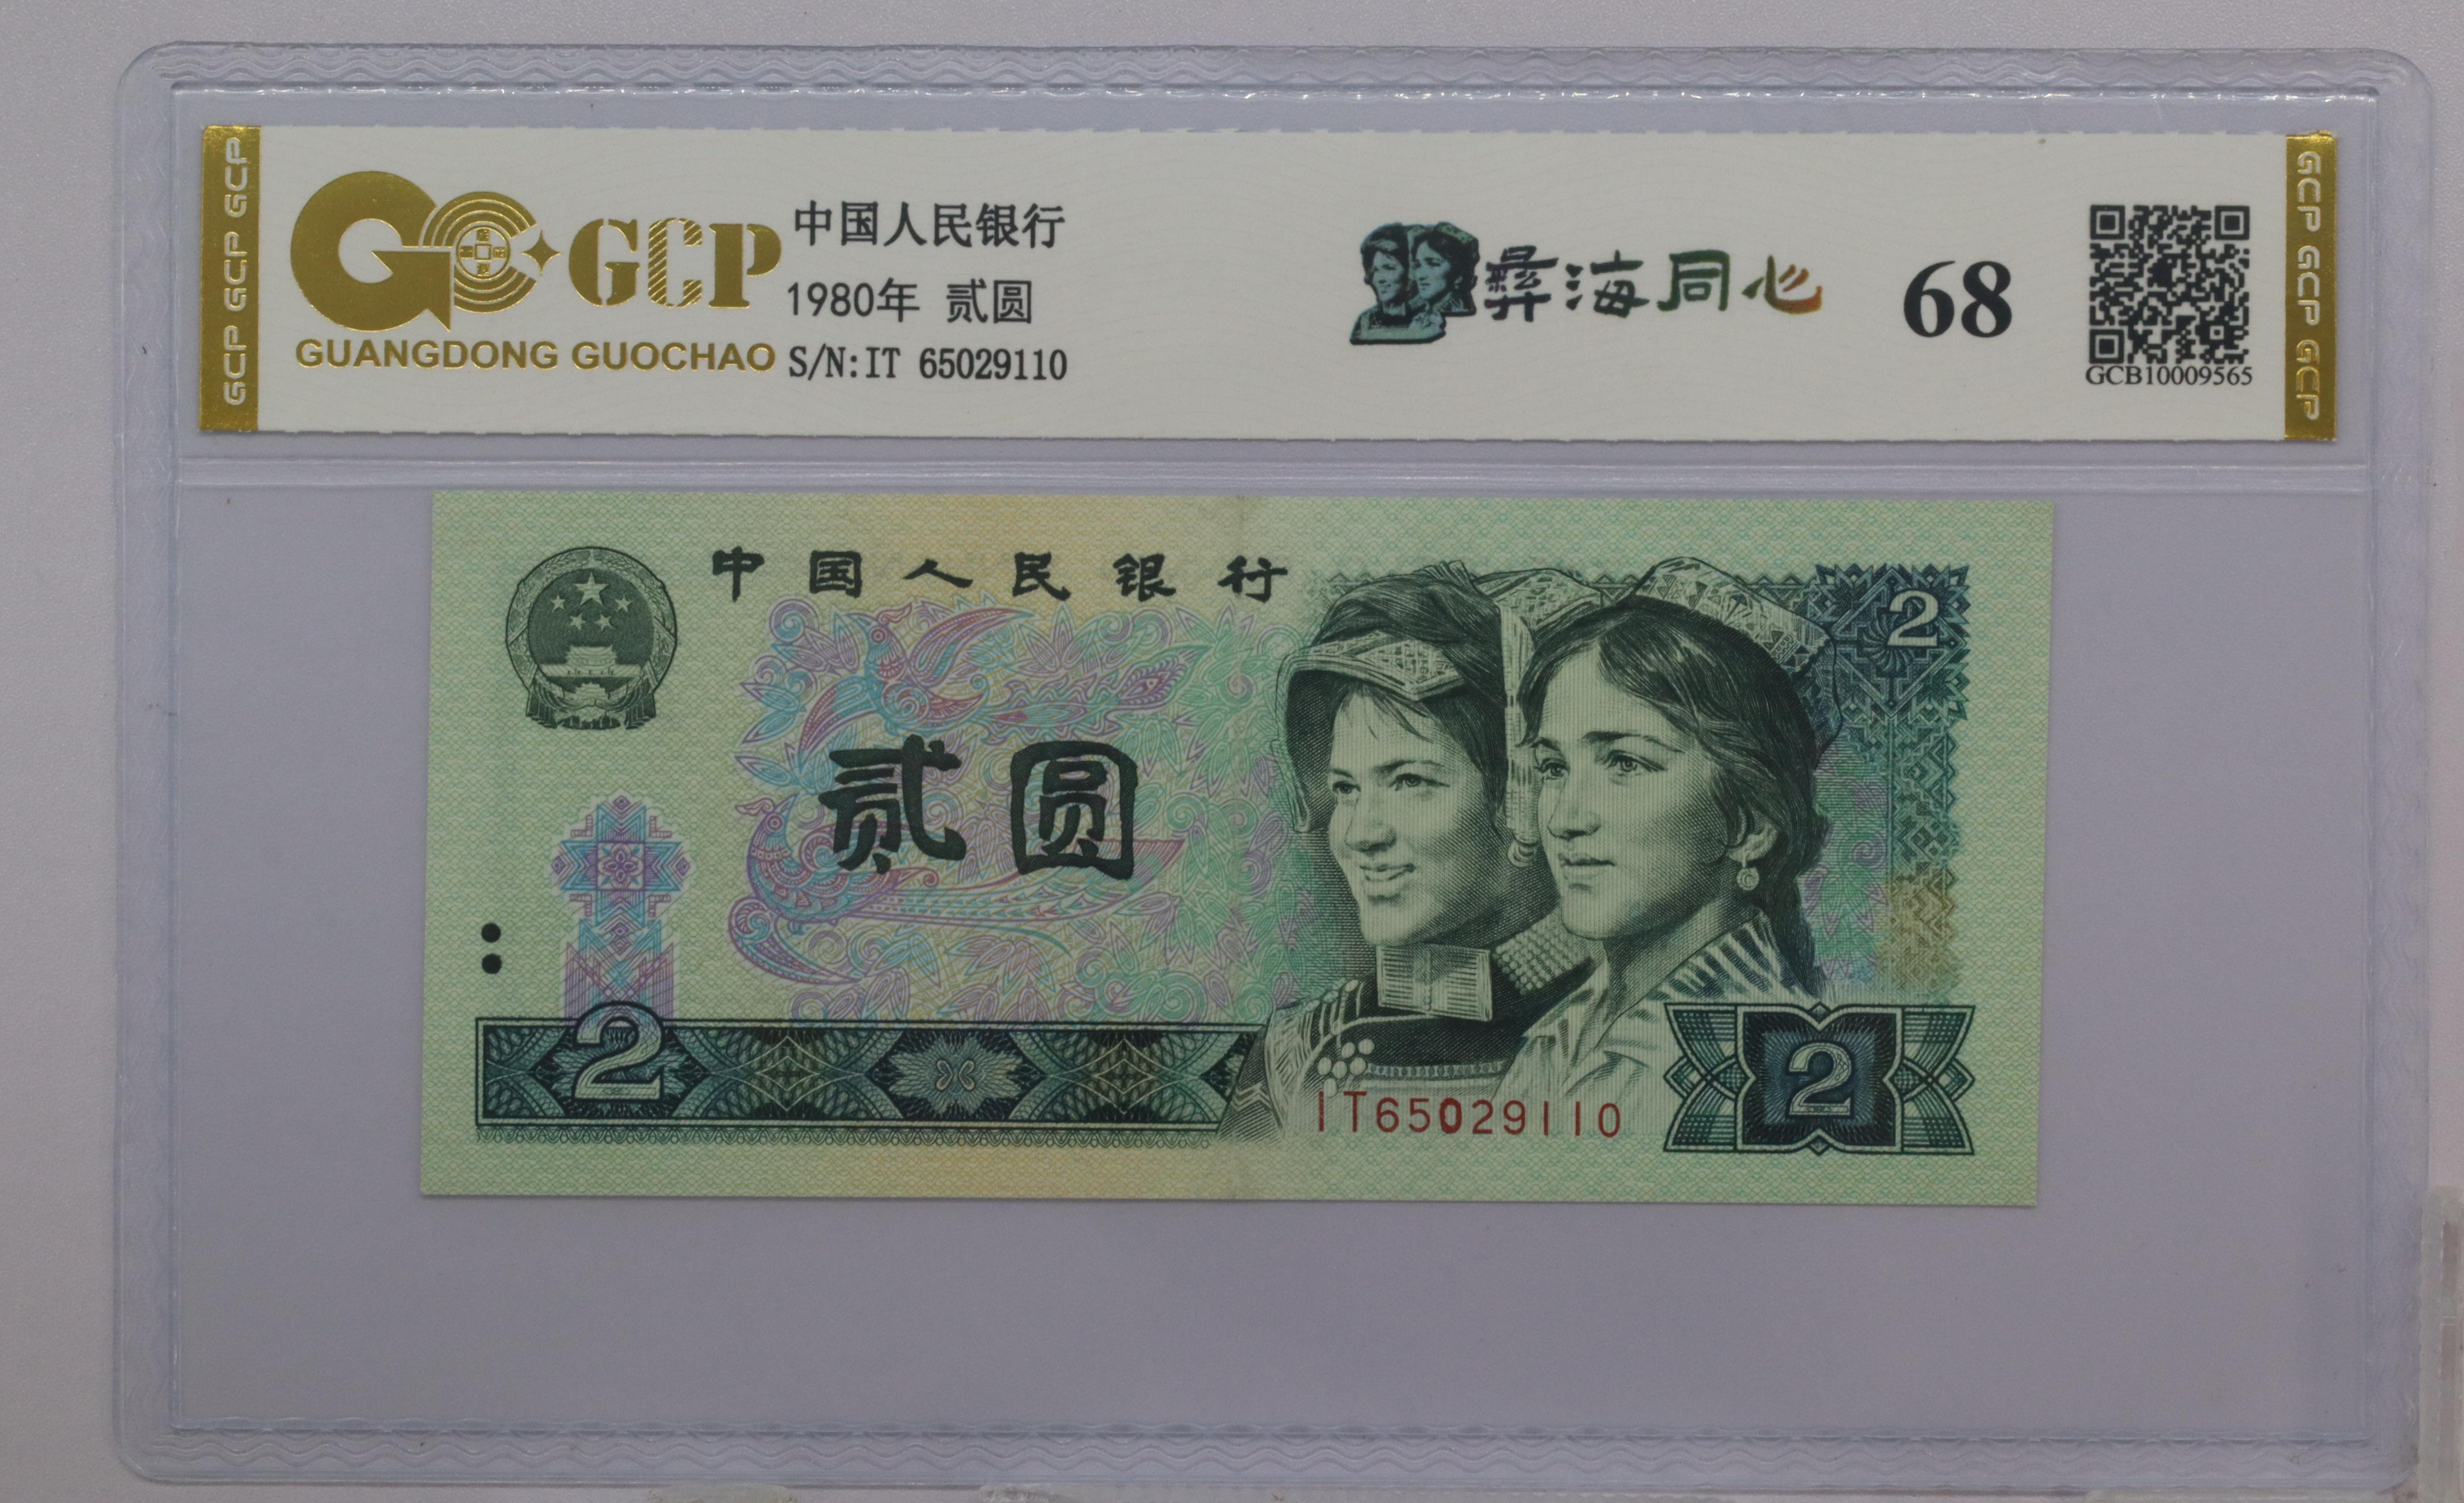 GCP GCP GCP
GCP
GUANGDONG GUOCHAO
中国人民银行
1980年 贰圆
S/N:IT 65029110
彝海同心
68
GCB10009565
GCP GCP GCP
中国人民银行
2
贰圆
2
IT65029110
2